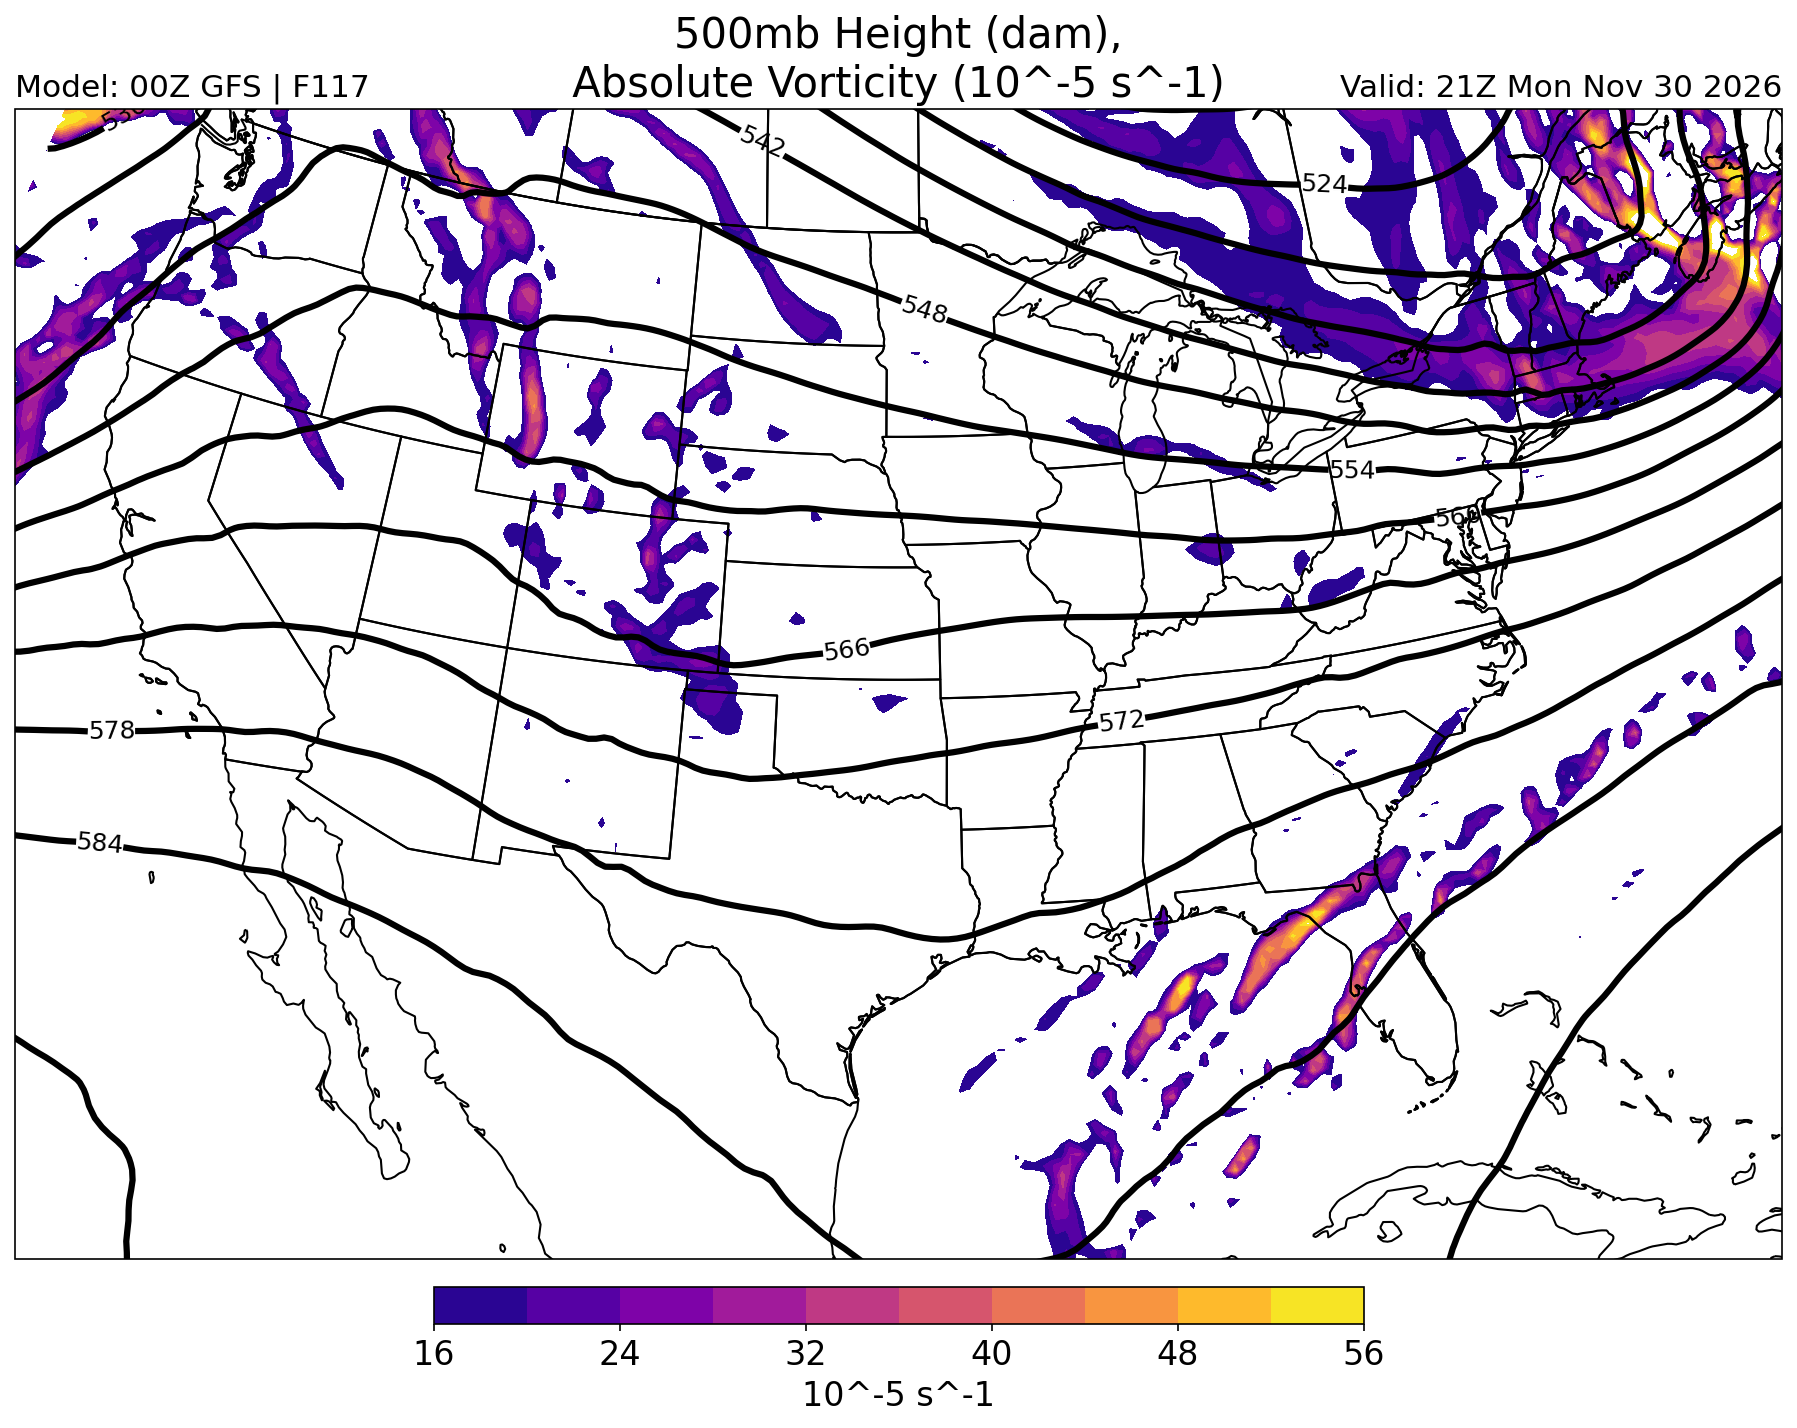 500mb Height (dam),
Absolute Vorticity (10^-5 s^-1)
Model: 00Z GFS | F117
Valid: 21Z Mon Nov 30 2026
542
524
548
554
566
572
578
584
16 24 32 40 48 56
10^-5 s^-1